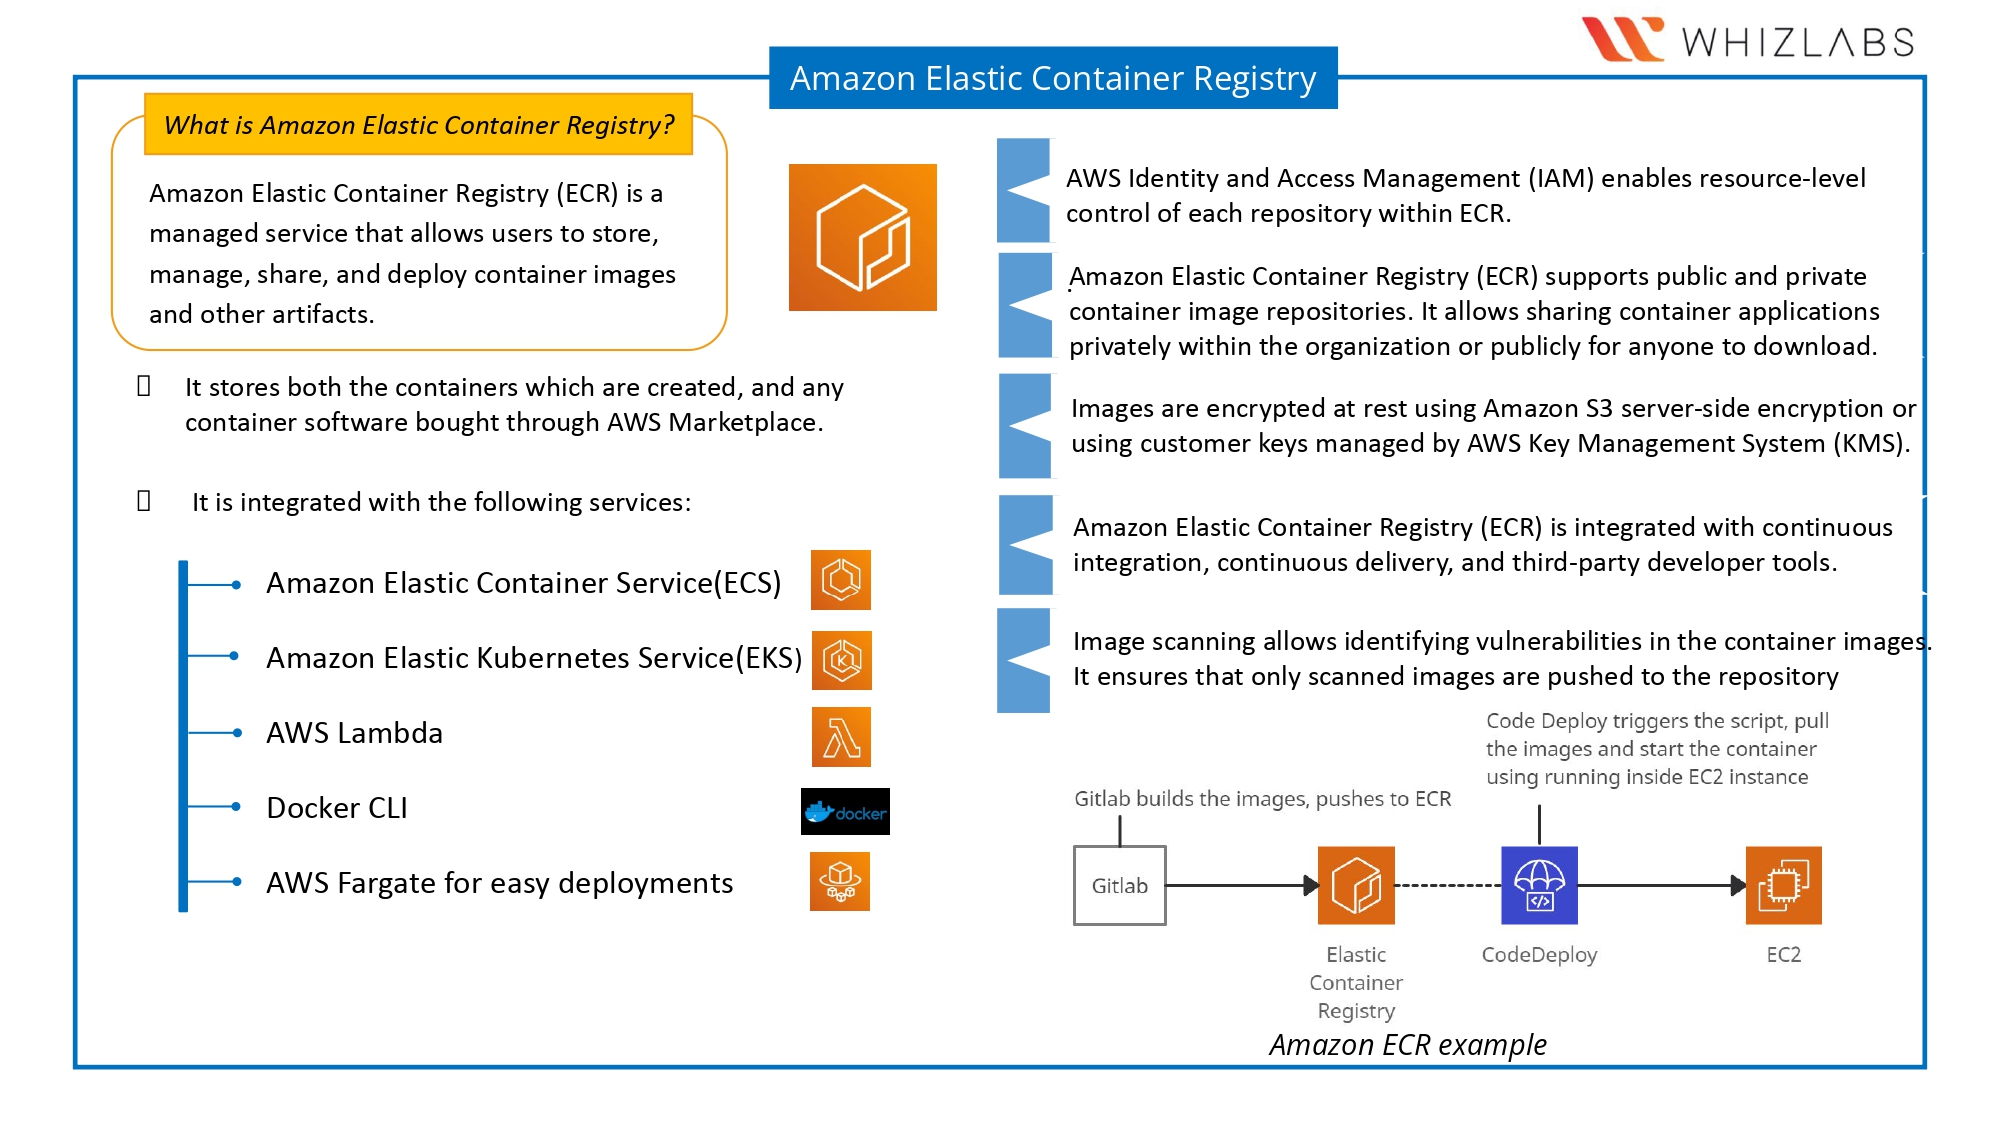 WHIZLABS
Amazon Elastic Container Registry
What is Amazon Elastic Container Registry?
Amazon Elastic Container Registry (ECR) is a
managed service that allows users to store,
manage, share, and deploy container images
and other artifacts.
It stores both the containers which are created, and any
container software bought through AWS Marketplace.
It is integrated with the following services:
Amazon Elastic Container Service(ECS)
Amazon Elastic Kubernetes Service(EKS)
AWS Lambda
Docker CLI
docker
AWS Fargate for easy deployments
AWS Identity and Access Management (IAM) enables resource-level
control of each repository within ECR.
.
Amazon Elastic Container Registry (ECR) supports public and private
container image repositories. It allows sharing container applications
privately within the organization or publicly for anyone to download.
Images are encrypted at rest using Amazon S3 server-side encryption or
using customer keys managed by AWS Key Management System (KMS).
Amazon Elastic Container Registry (ECR) is integrated with continuous
integration, continuous delivery, and third-party developer tools.
Image scanning allows identifying vulnerabilities in the container images.
It ensures that only scanned images are pushed to the repository
Code Deploy triggers the script, pull
the images and start the container
using running inside EC2 instance
Gitlab builds the images, pushes to ECR
Gitlab
Elastic
Container
Registry
CodeDeploy
EC2
Amazon ECR example